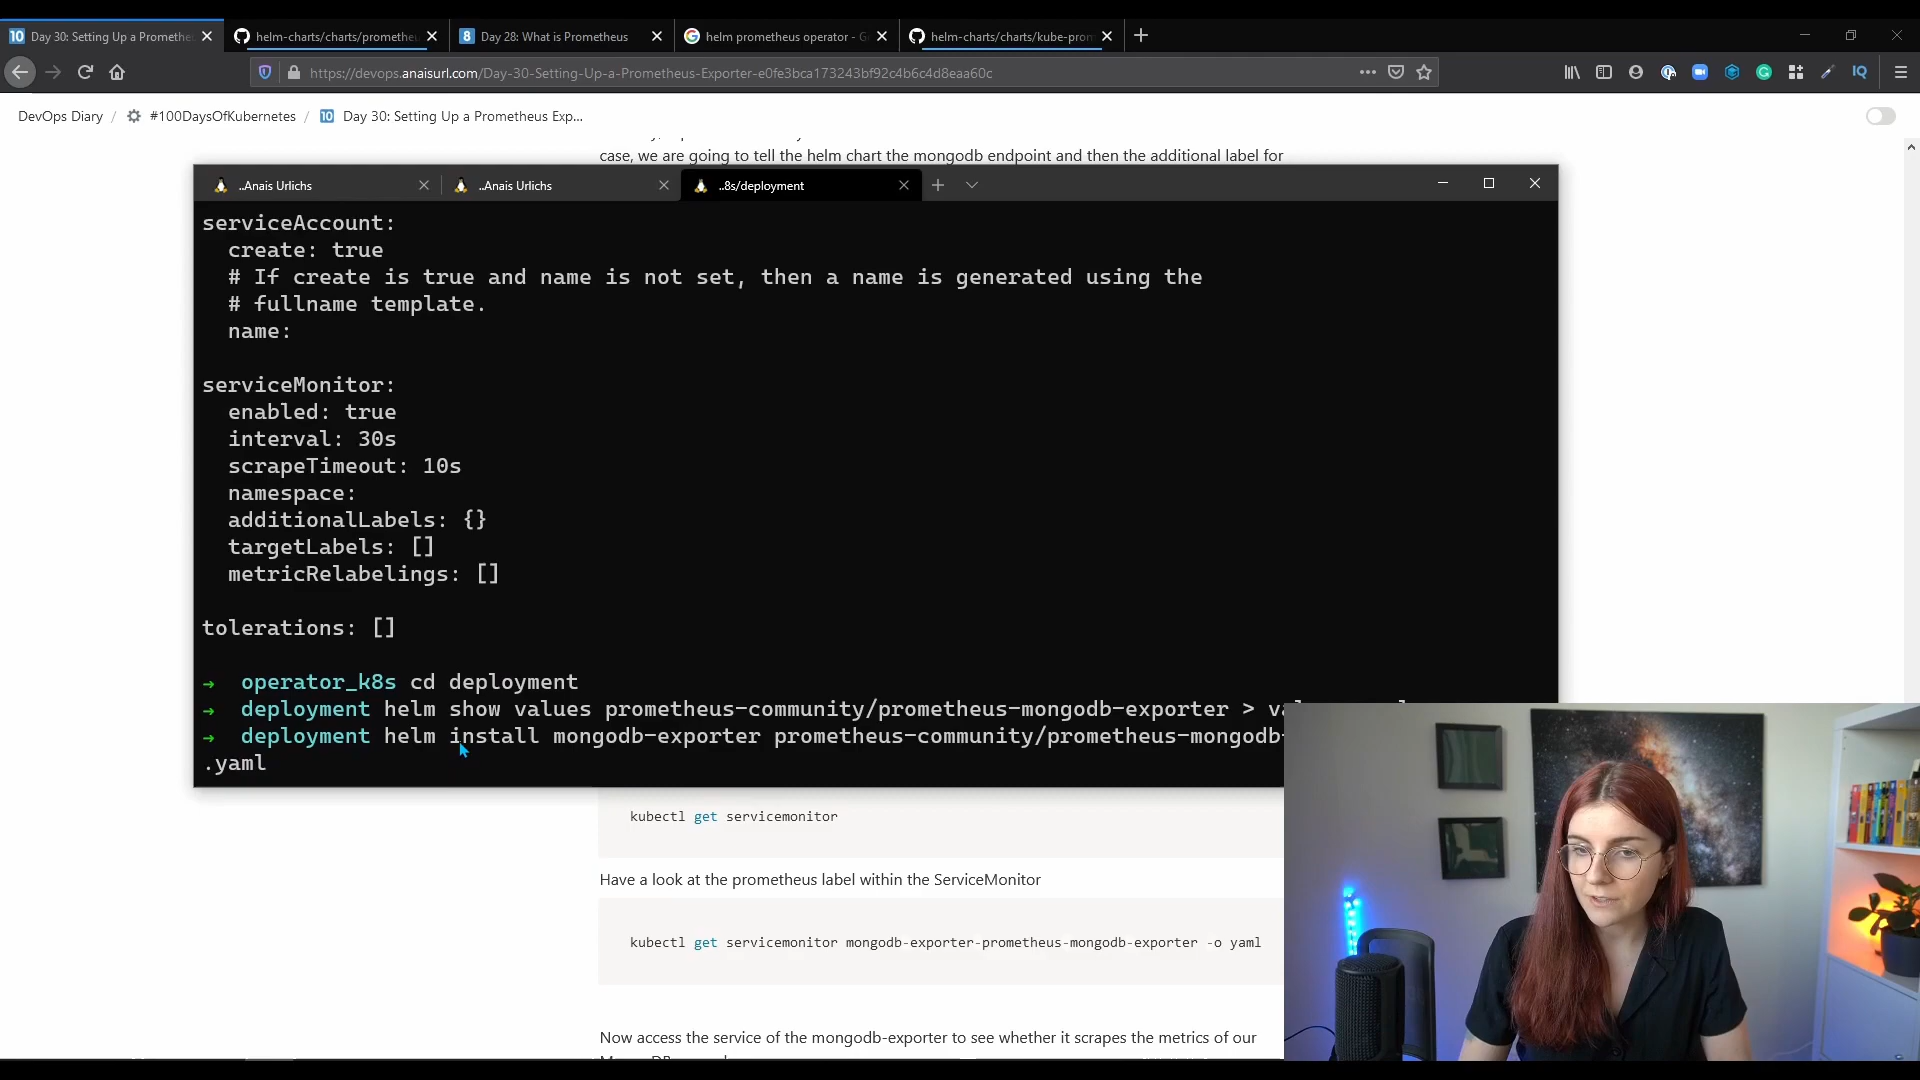 Day 30: Setting Up a Promethe
helm-charts/charts/prometheu
Day 28: What is Prometheus
helm prometheus operator - G
helm-charts/charts/kube-prom
https://devops.anaisurl.com/Day-30-Setting-Up-a-Prometheus-Exporter-e0fe3bca173243bf92c4b6c4d8eaa60c
DevOps Diary / #100DaysOfKubernetes / Day 30: Setting Up a Prometheus Exp...
case, we are going to tell the helm chart the mongodb endpoint and then the additional label for
..Anais Urlichs
..Anais Urlichs
..8s/deployment
serviceAccount:
create: true
# If create is true and name is not set, then a name is generated using the
# fullname template.
name:
serviceMonitor:
enabled: true
interval: 30s
scrapeTimeout: 10s
namespace:
additionalLabels: {}
targetLabels: []
metricRelabelings: []
tolerations: []
→ operator_k8s cd deployment
→ deployment helm show values prometheus-community/prometheus-mongodb-exporter >
→ deployment helm install mongodb-exporter prometheus-community/prometheus-mongodb-
.yaml
kubectl get servicemonitor
Have a look at the prometheus label within the ServiceMonitor
kubectl get servicemonitor mongodb-exporter-prometheus-mongodb-exporter -o yaml
Now access the service of the mongodb-exporter to see whether it scrapes the metrics of our